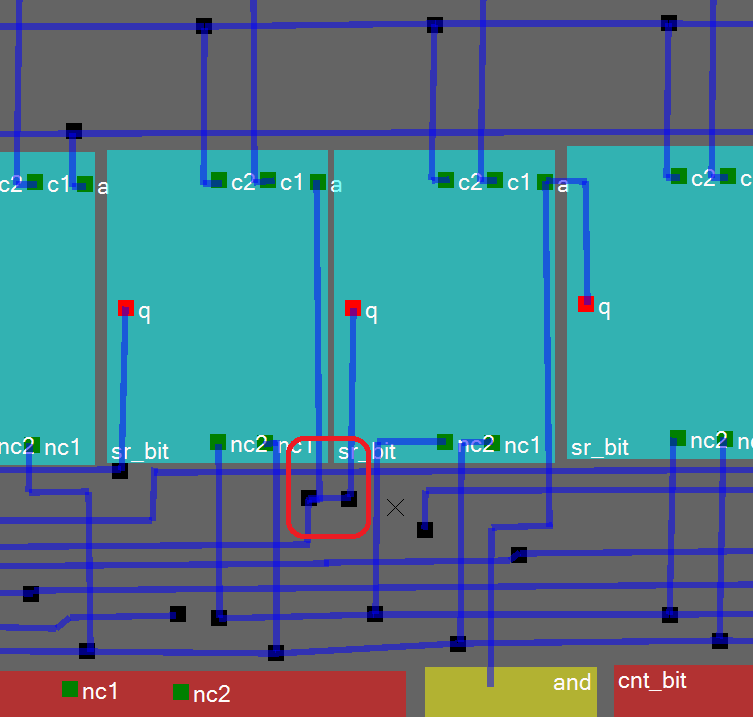 c2 c1 a c2 c1 a c2 c1 a c2 c
q q q
nc2 nc1 nc2 nc1 nc2 nc1 nc2 n
sr_bit sr_bit sr_bit
nc1 nc2 and cnt_bit